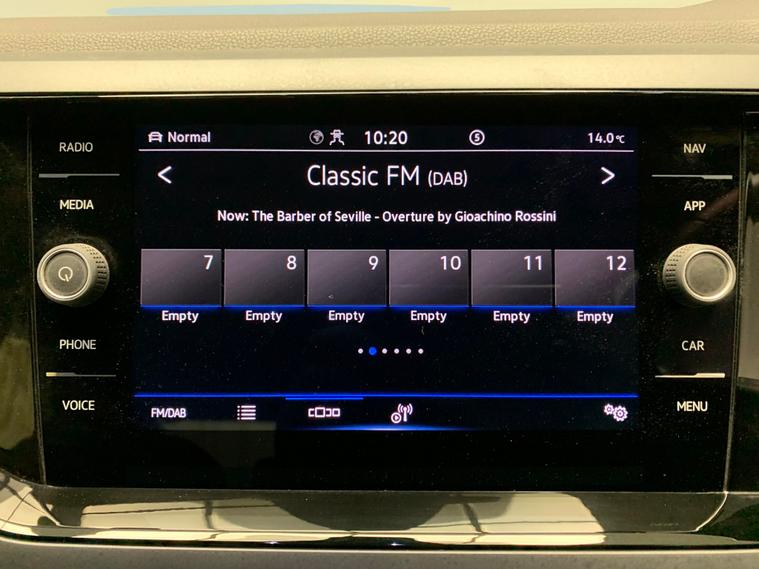 RADIO
MEDIA
PHONE
VOICE
Normal
10:20
5
14.0°C
Classic FM (DAB)
Now: The Barber of Seville - Overture by Gioachino Rossini
7 8 9 10 11 12
Empty Empty Empty Empty Empty Empty
FM/DAB
NAV
APP
CAR
MENU